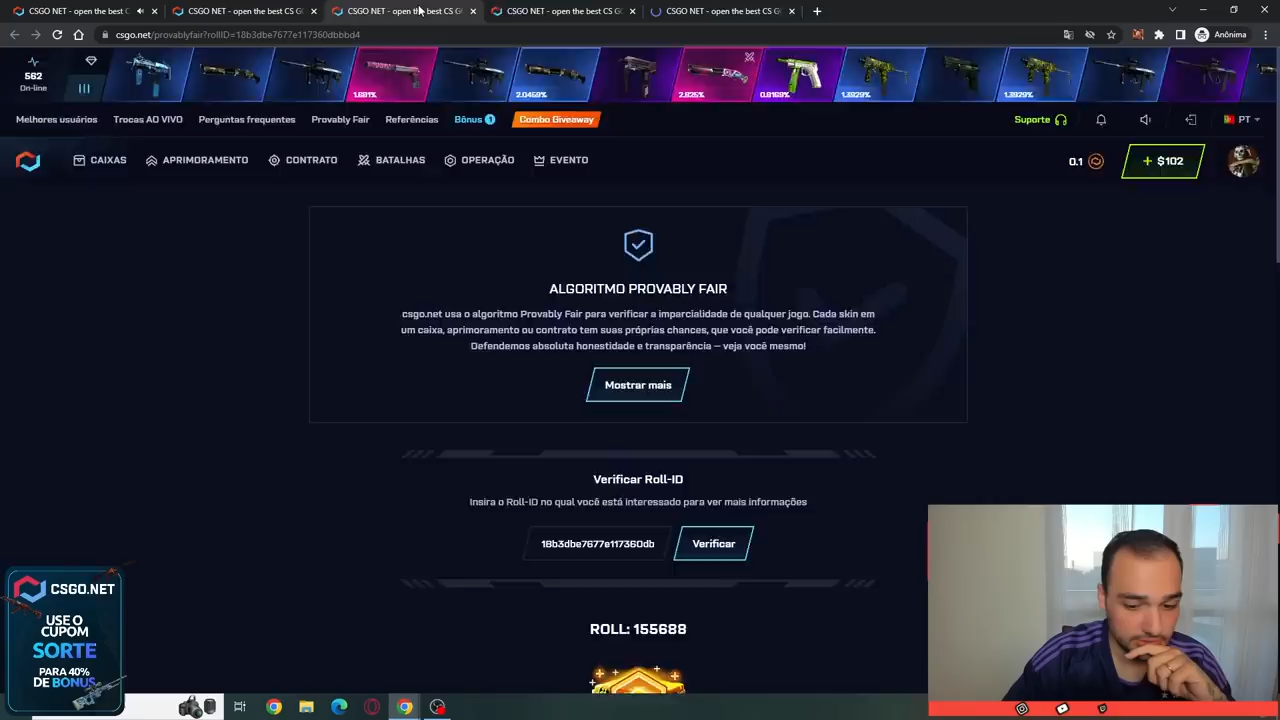 CSGO NET - open the best C
CSGO NET - open the best CS G
CSGO NET - open the best CS G
CSGO NET - open the best CS G
CSGO NET - open the best CS G
csgo.net/provablyfair?rollID=18b3dbe7677e117360dbbbd4
Anônima
582
On-line
1.681%
2.0459%
2.825%
0.8169%
1.3929%
1.3929%
Melhores usuários
Trocas AO VIVO
Perguntas frequentes
Provably Fair
Referências
Bônus
Combo Giveaway
Suporte
PT
CAIXAS
APRIMORAMENTO
CONTRATO
BATALHAS
OPERAÇÃO
EVENTO
0.1
+ $102
ALGORITMO PROVABLY FAIR
csgo.net usa o algoritmo Provably Fair para verificar a imparcialidade de qualquer jogo. Cada skin em
um caixa, aprimoramento ou contrato tem suas próprias chances, que você pode verificar facilmente.
Defendemos absoluta honestidade e transparência – veja você mesmo!
Mostrar mais
Verificar Roll-ID
Insira o Roll-ID no qual você está interessado para ver mais informações
18b3dbe7677e117360db
Verificar
ROLL: 155688
CSGO.NET
USE O
CUPOM
SORTE
PARA 40%
DE BONUS